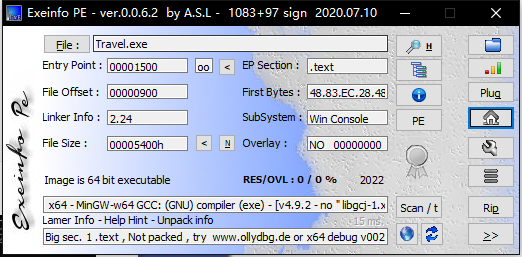 Exeinfo PE - ver.0.0.6.2 by A.S.L - 1083+97 sign 2020.07.10
File : Travel.exe H
Entry Point : 00001500 oo < EP Section : .text
File Offset : 00000900 First Bytes : 48.83.EC.28.48 Plug
Linker Info : 2.24 SubSystem : Win Console PE
File Size : 00005400h < N Overlay : NO 00000000
Image is 64 bit executable RES/OVL : 0 / 0 % 2022
x64 - MinGW-w64 GCC: (GNU) compiler (exe) - [v4.9.2 - no " libgcj-1.x Scan / t Rip
Lamer Info - Help Hint - Unpack info 15 ms.
Big sec. 1 .text , Not packed , try www.ollydbg.de or x64 debug v002 >>
Exeinfo Pe